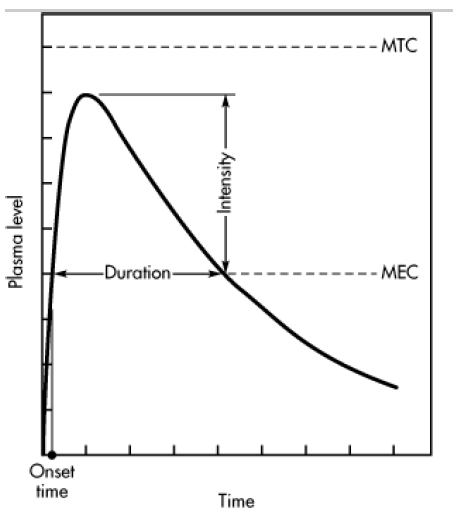 MTC
Intensity
Plasma level
Duration
MEC
Onset
time
Time